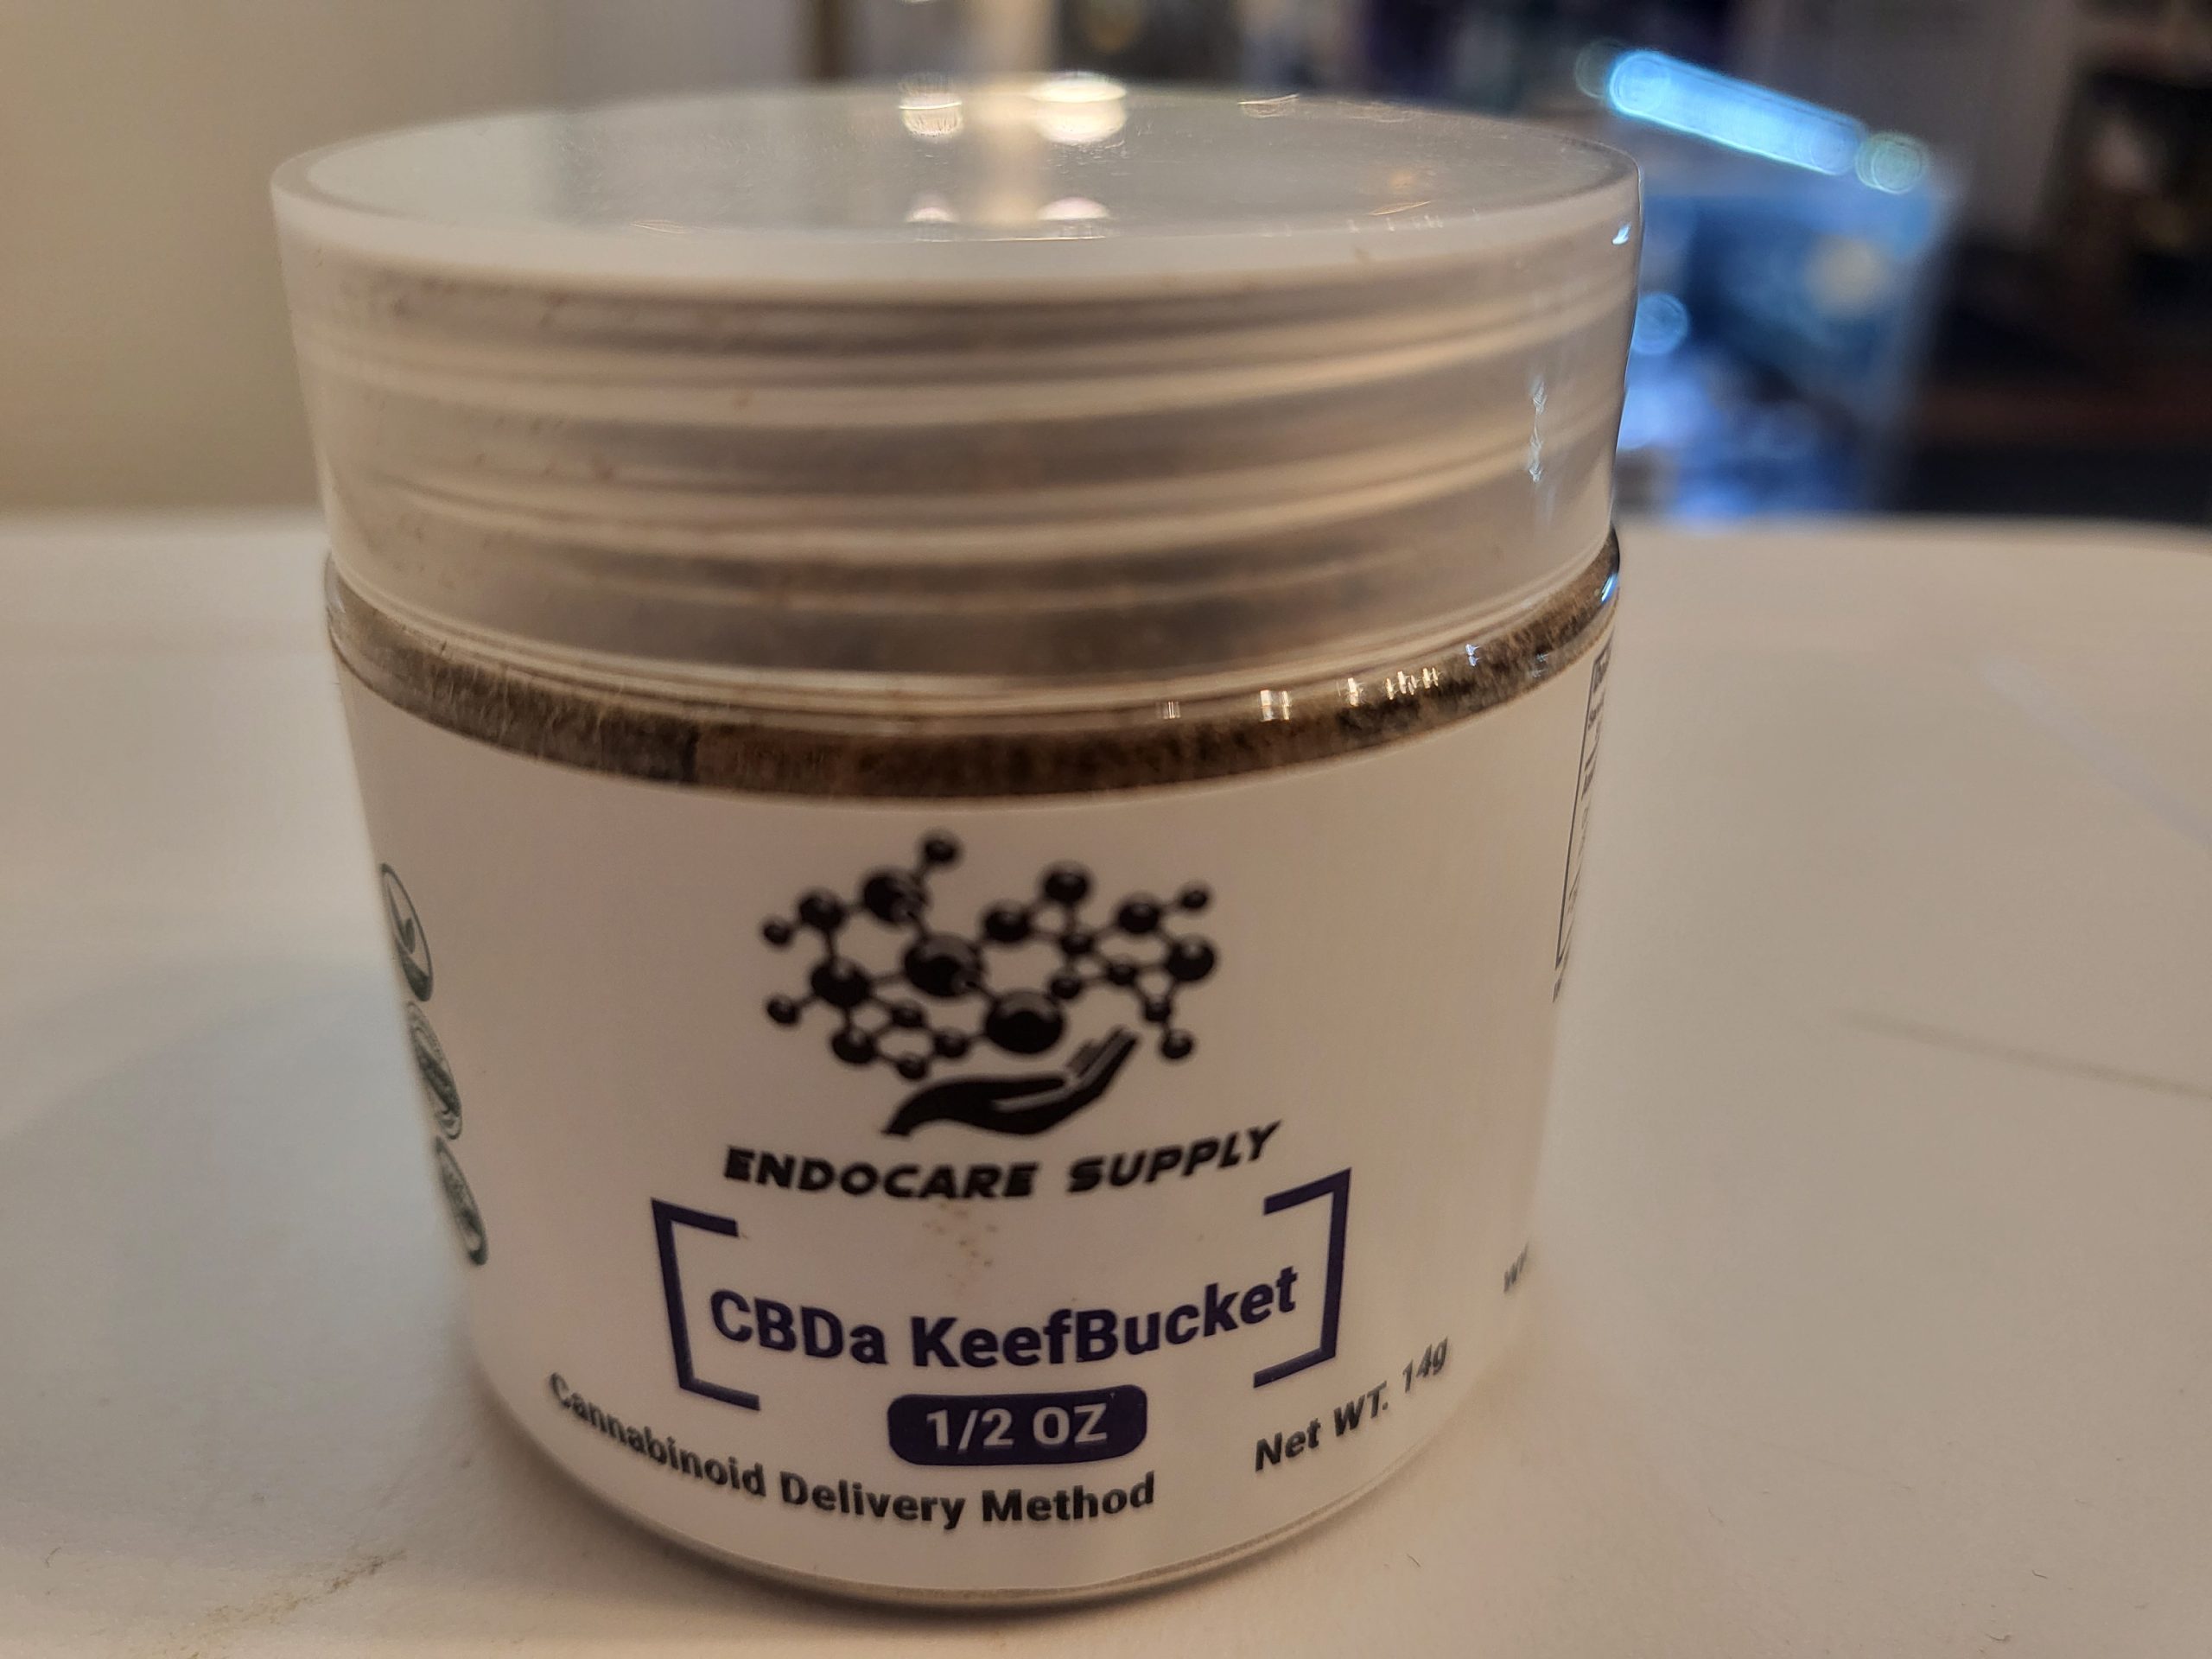 ENDOCARE SUPPLY
CBDa KeefBucket
1/2 OZ
Cannabinoid Delivery Method
Net WT. 14g